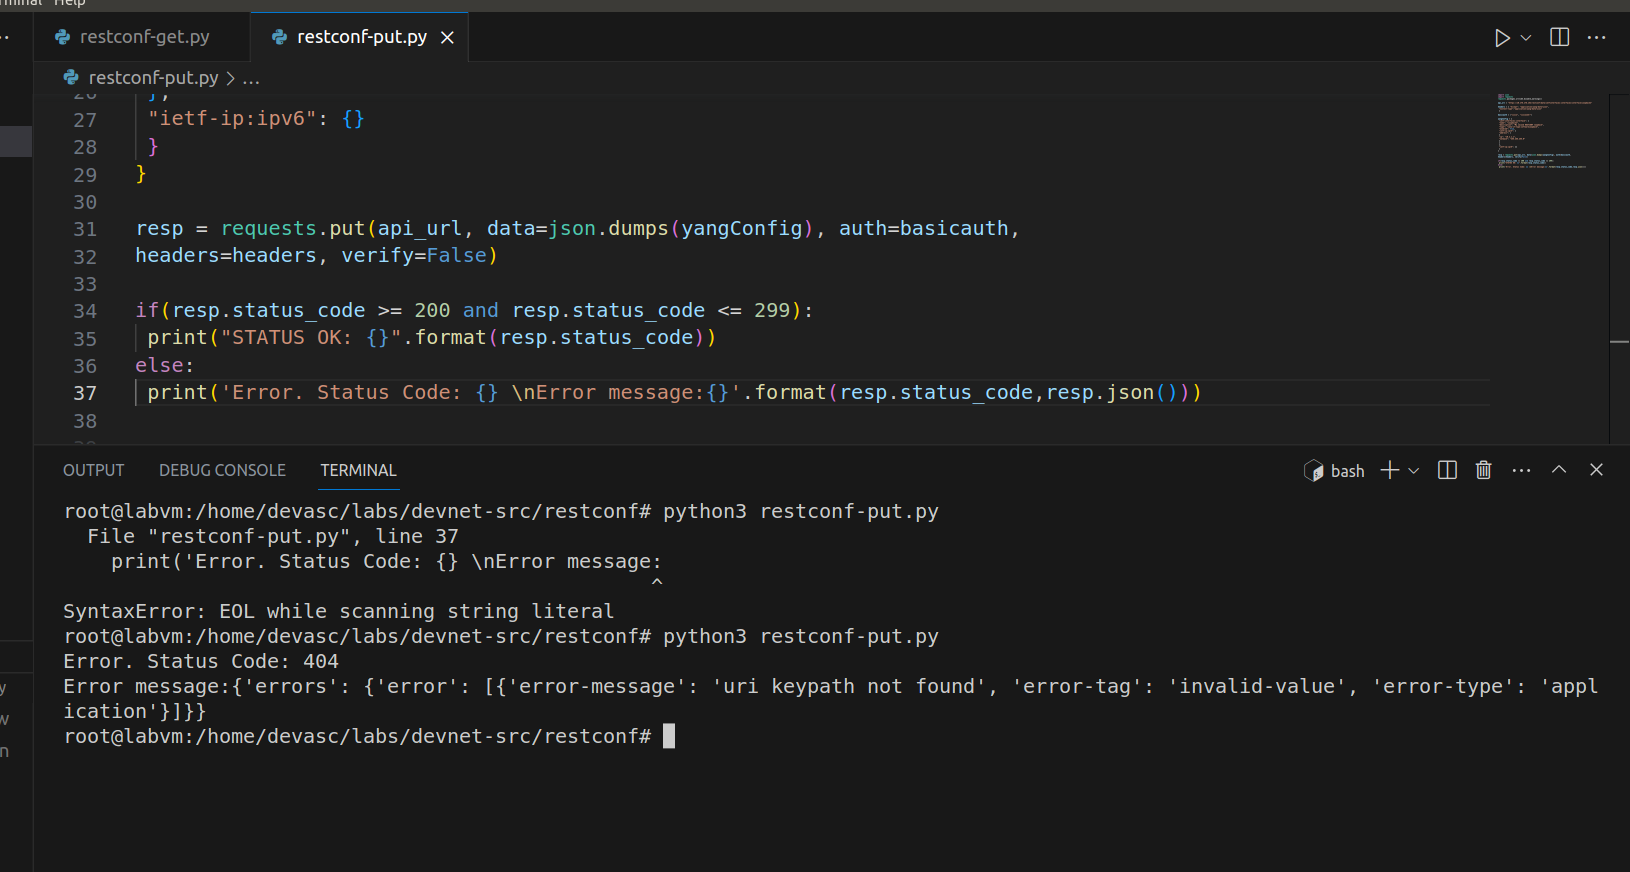 Help
restconf-get.py
restconf-put.py
restconf-put.py > ...
26 },
27 "ietf-ip:ipv6": {}
28 }
29 }
30
31 resp = requests.put(api_url, data=json.dumps(yangConfig), auth=basicauth,
32 headers=headers, verify=False)
33
34 if(resp.status_code >= 200 and resp.status_code <= 299):
35 print("STATUS OK: {}".format(resp.status_code))
36 else:
37 print('Error. Status Code: {} \nError message:{}'.format(resp.status_code,resp.json()))
38
OUTPUT DEBUG CONSOLE TERMINAL
bash
root@labvm:/home/devasc/labs/devnet-src/restconf# python3 restconf-put.py
File "restconf-put.py", line 37
print('Error. Status Code: {} \nError message:
^
SyntaxError: EOL while scanning string literal
root@labvm:/home/devasc/labs/devnet-src/restconf# python3 restconf-put.py
Error. Status Code: 404
Error message:{'errors': {'error': [{'error-message': 'uri keypath not found', 'error-tag': 'invalid-value', 'error-type': 'appl
ication'}]}}
root@labvm:/home/devasc/labs/devnet-src/restconf#